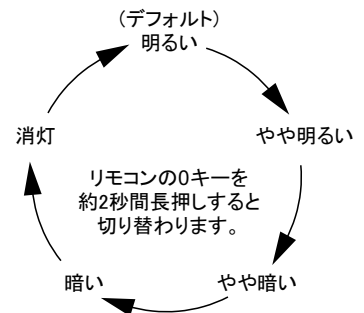 (デフォルト)
明るい
やや明るい
やや暗い
暗い
消灯
リモコンの0キーを
約2秒間長押しすると
切り替わります。